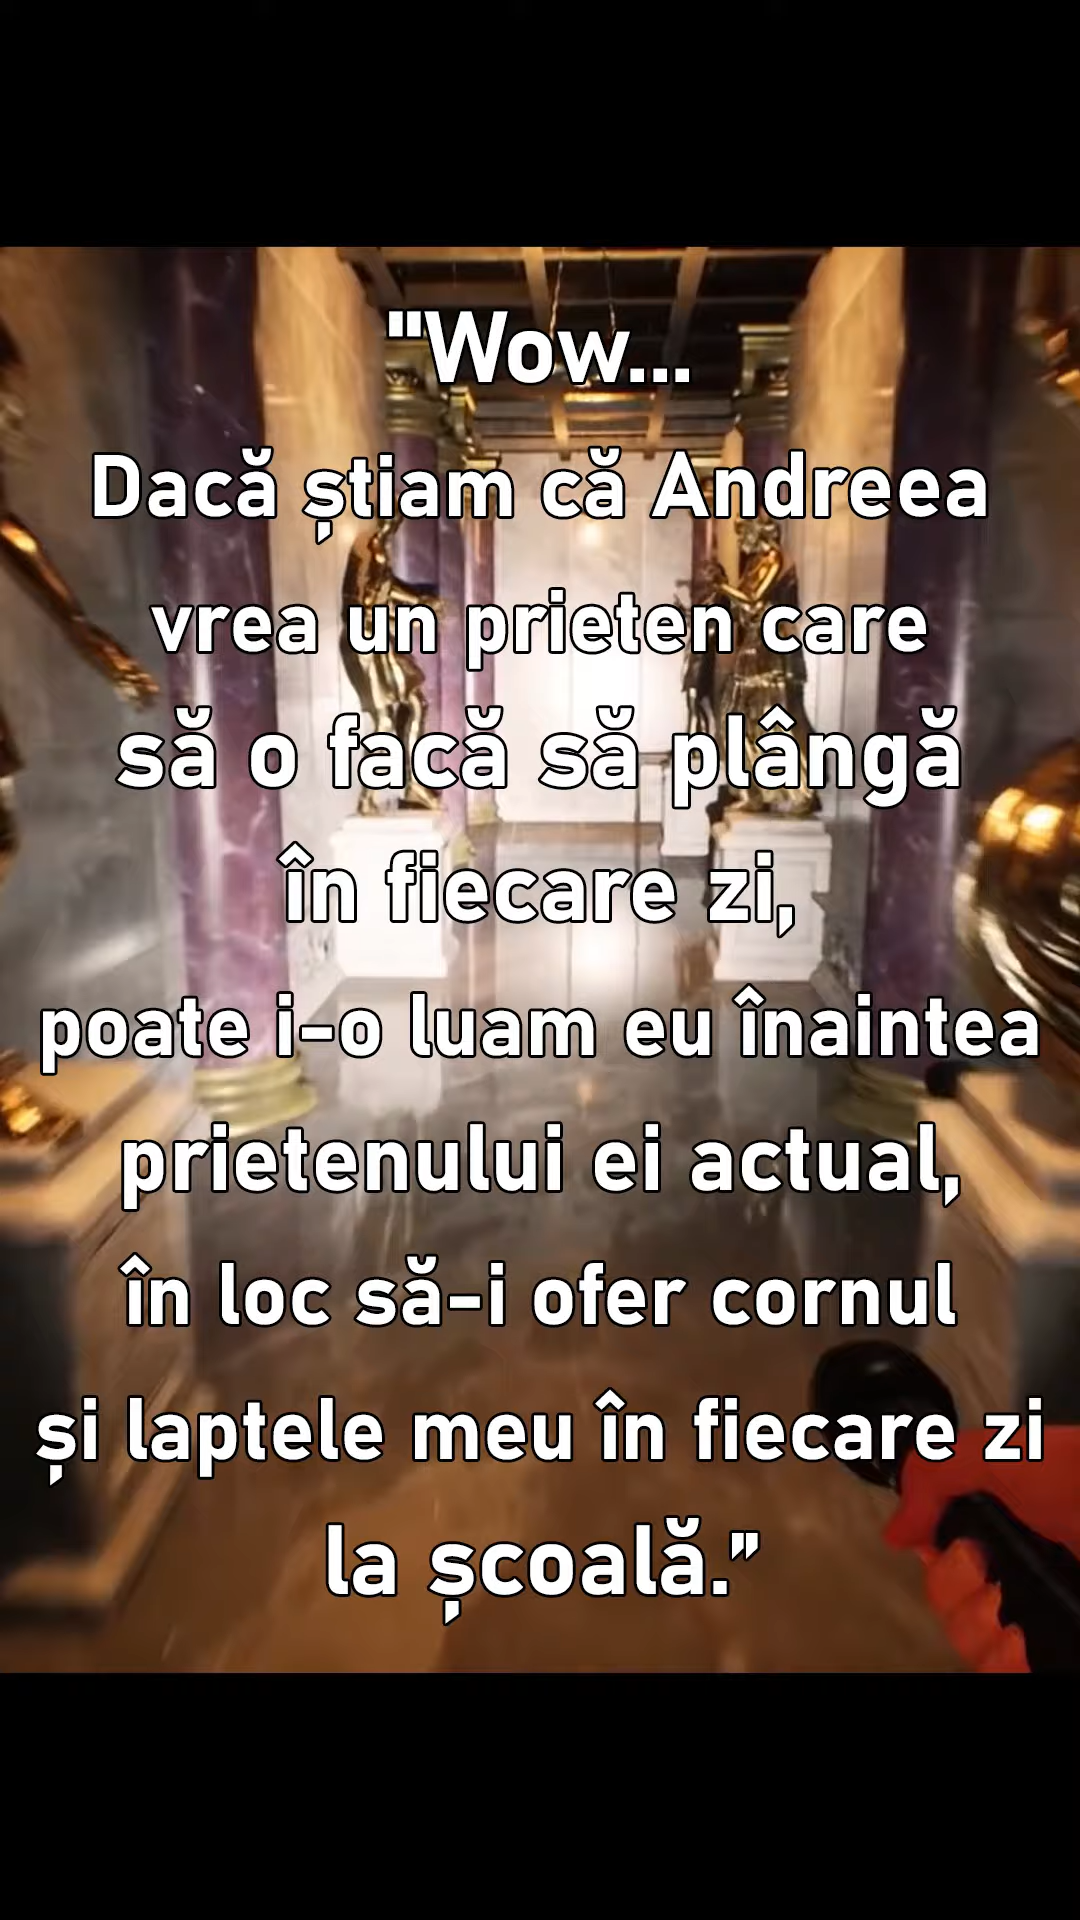 "Wow...
Dacă știam că Andreea
vrea un prieten care
să o facă să plângă
în fiecare zi,
poate i-o luam eu înaintea
prietenului ei actual,
în loc să-i ofer cornul
și laptele meu în fiecare zi
la școală.”